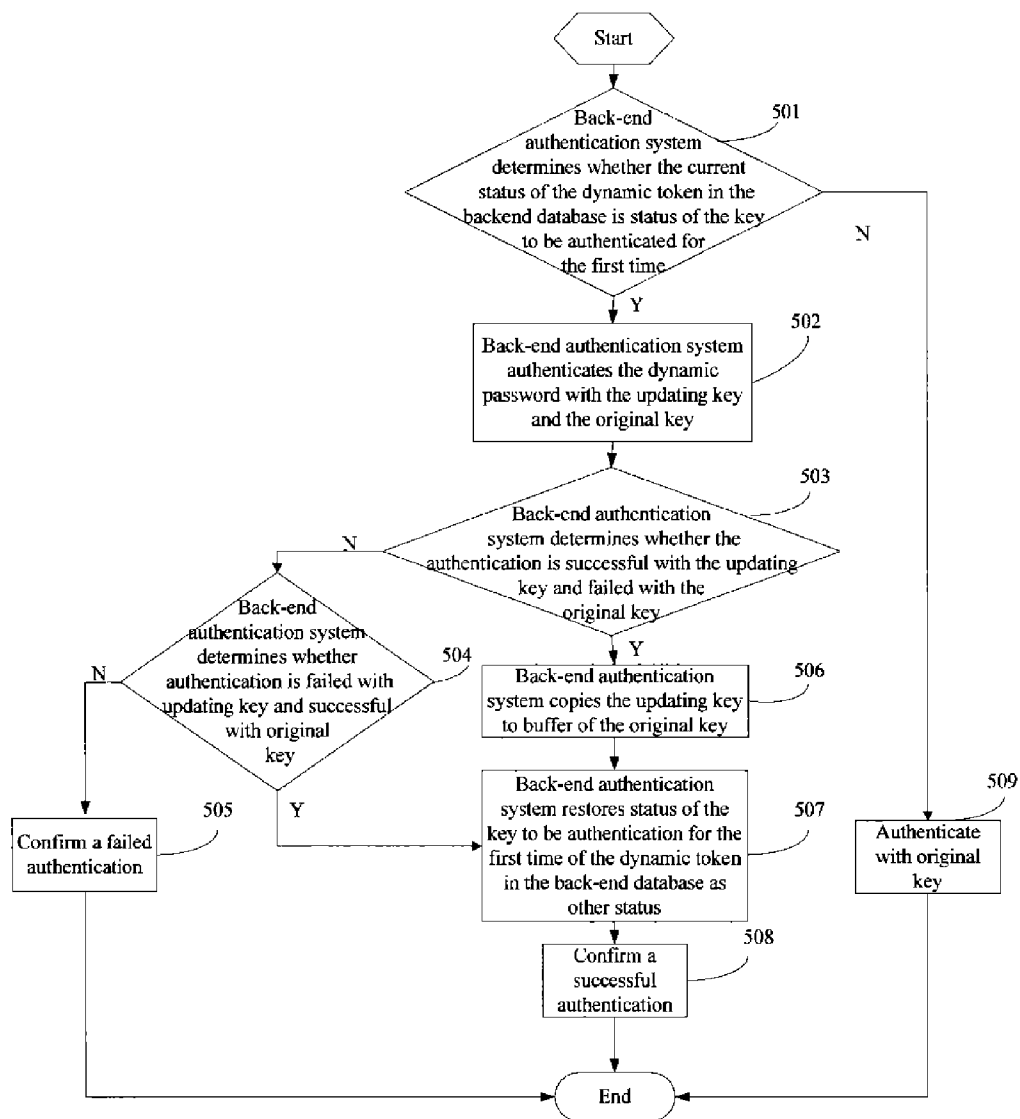 Start
501
Back-end
authentication system
determines whether the current
status of the dynamic token in the
backend database is status of the key
to be authenticated for
the first time
N
Y
502
Back-end authentication system
authenticates the dynamic
password with the updating key
and the original key
503
Back-end authentication
system determines whether the
authentication is successful with the updating
key and failed with the
original key
N
Y
Back-end
authentication system
determines whether
authentication is failed with
updating key and successful
with original
key
504
N
Y
506
Back-end authentication
system copies the updating key
to buffer of the original key
507
Back-end authentication
system restores status of the
key to be authentication for the
first time of the dynamic token
in the back-end database as
other status
505
Confirm a failed
authentication
509
Authenticate
with original
key
508
Confirm a
successful
authentication
End